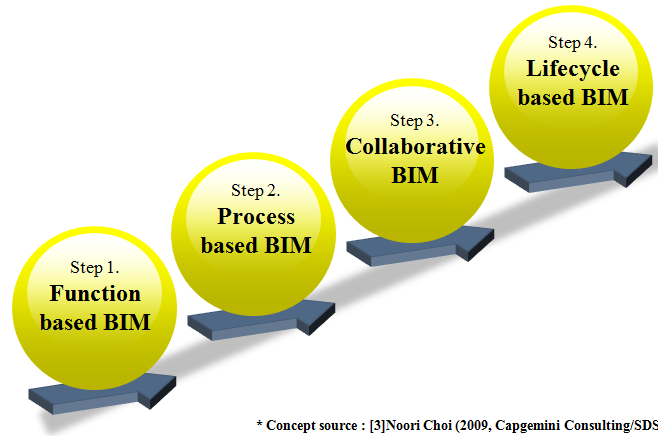 Step 1.
Function
based BIM
Step 2.
Process
based BIM
Step 3.
Collaborative
BIM
Step 4.
Lifecycle
based BIM
* Concept source : [3]Noori Choi (2009, Capgemini Consulting/SDS